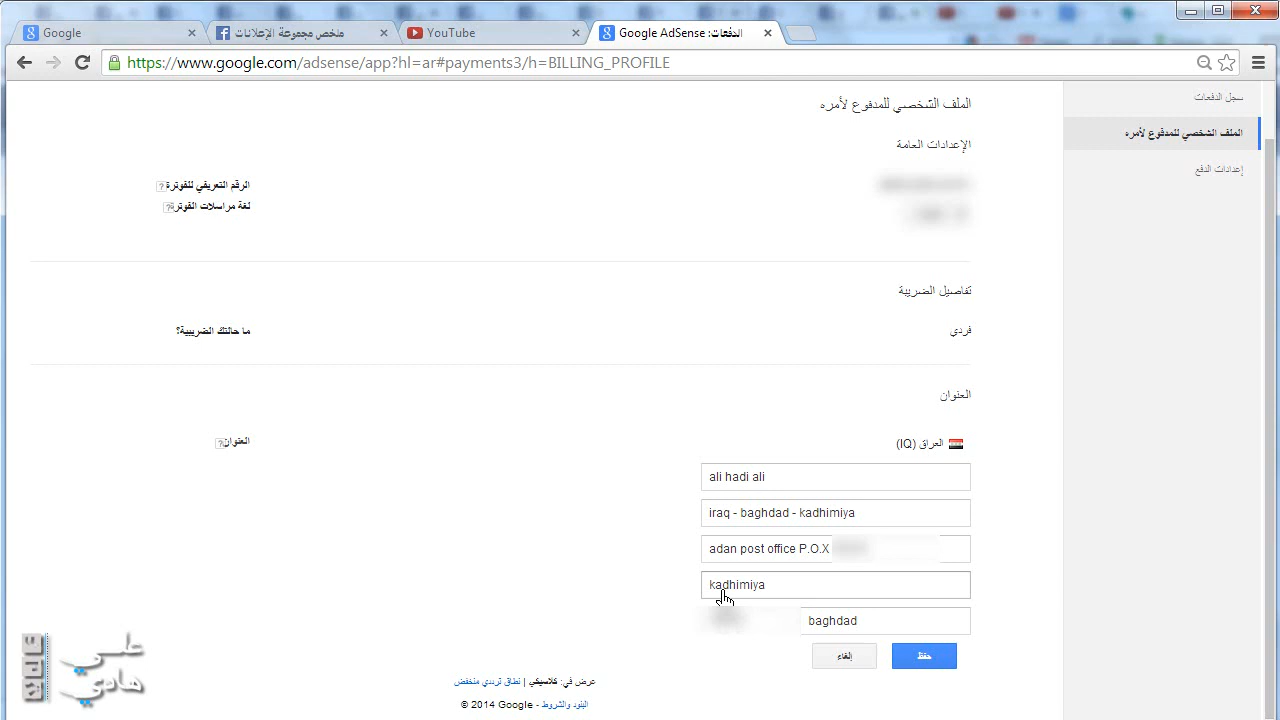 Google
ملخص مجموعة الإعلانات
YouTube
Google AdSense :الدفعات
https://www.google.com/adsense/app?hl=ar#payments3/h=BILLING_PROFILE
سجل الدفعات
الملف الشخصي للمدفوع لأمره
إعدادات الدفع
الملف الشخصي للمدفوع لأمره
الإعدادات العامة
الرقم التعريفي للفوترة ?
لغة مراسلات الفوترة ?
تفاصيل الضريبة
ما حالتك الضريبية؟
فردي
العنوان
العنوان ?
العراق (IQ)
ali hadi ali
iraq - baghdad - kadhimiya
adan post office P.O.X
kadhimiya
baghdad
حفظ
إلغاء
عرض في: كلاسيكي | نطاق ترددي منخفض
© 2014 Google - البنود والشروط
علي هادي